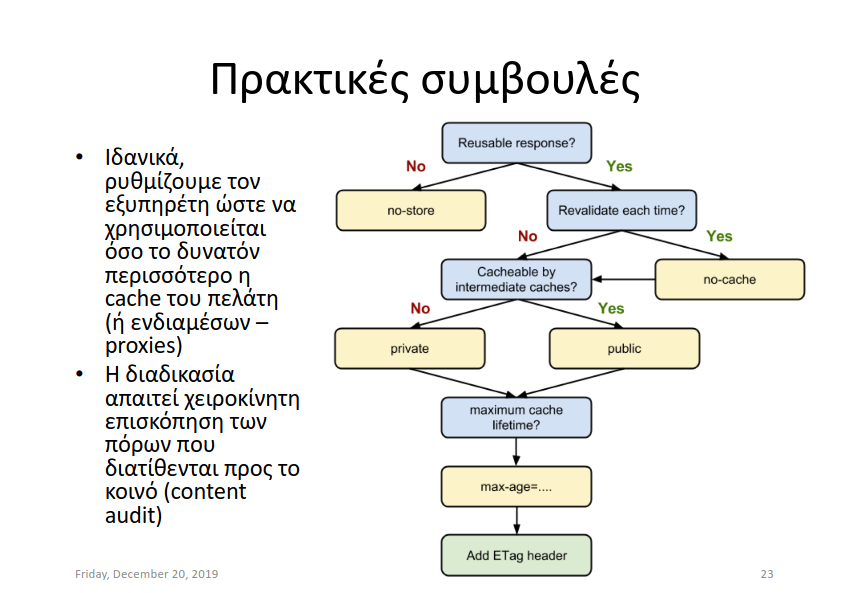 Πρακτικές συμβουλές
• Ιδανικά,
ρυθμίζουμε τον
εξυπηρέτη ώστε να
χρησιμοποιείται
όσο το δυνατόν
περισσότερο η
cache του πελάτη
(ή ενδιαμέσων –
proxies)
• Η διαδικασία
απαιτεί χειροκίνητη
επισκόπηση των
πόρων που
διατίθενται προς το
κοινό (content
audit)
Reusable response?
No
Yes
no-store
Revalidate each time?
No
Yes
Cacheable by
intermediate caches?
no-cache
No
Yes
private
public
maximum cache
lifetime?
max-age=....
Add ETag header
Friday, December 20, 2019
23